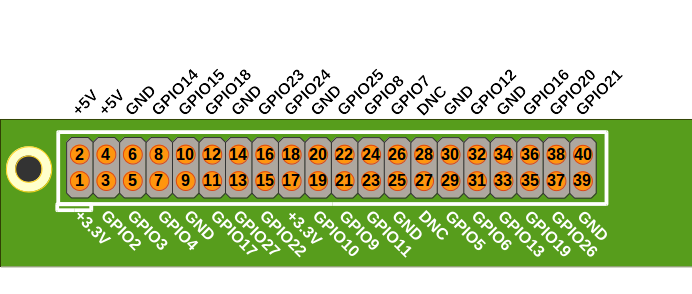 +5V +5V GND GPIO14 GPIO15 GPIO18 GND GPIO23 GPIO24 GND GPIO25 GPIO8 GPIO7 DNC GND GPIO12 GND GPIO16 GPIO20 GPIO21
2 4 6 8 10 12 14 16 18 20 22 24 26 28 30 32 34 36 38 40
1 3 5 7 9 11 13 15 17 19 21 23 25 27 29 31 33 35 37 39
+3.3V GPIO2 GPIO3 GPIO4 GND GPIO17 GPIO27 GPIO22 +3.3V GPIO10 GPIO9 GPIO11 GND DNC GPIO5 GPIO6 GPIO13 GPIO19 GPIO26 GND